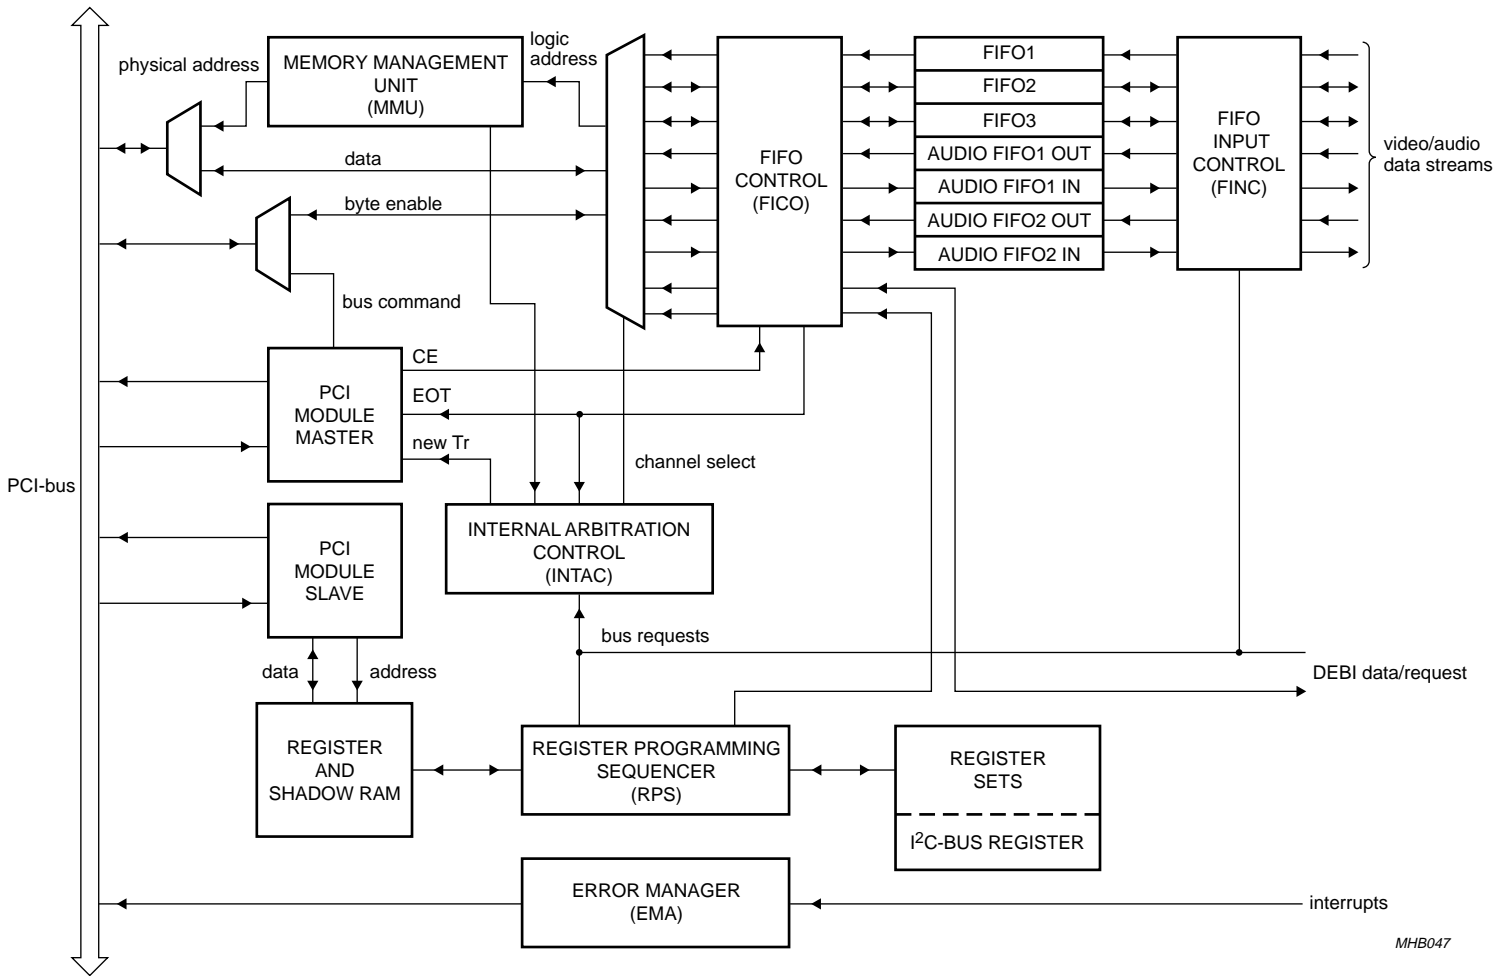 physical address
MEMORY MANAGEMENT
UNIT
(MMU)
logic
address
data
byte enable
bus command
FIFO
CONTROL
(FICO)
FIFO1
FIFO2
FIFO3
AUDIO FIFO1 OUT
AUDIO FIFO1 IN
AUDIO FIFO2 OUT
AUDIO FIFO2 IN
FIFO
INPUT
CONTROL
(FINC)
video/audio
data streams
PCI
MODULE
MASTER
CE
EOT
new Tr
channel select
PCI-bus
PCI
MODULE
SLAVE
INTERNAL ARBITRATION
CONTROL
(INTAC)
bus requests
data
address
DEBI data/request
REGISTER
AND
SHADOW RAM
REGISTER PROGRAMMING
SEQUENCER
(RPS)
REGISTER
SETS
I²C-BUS REGISTER
ERROR MANAGER
(EMA)
interrupts
MHB047